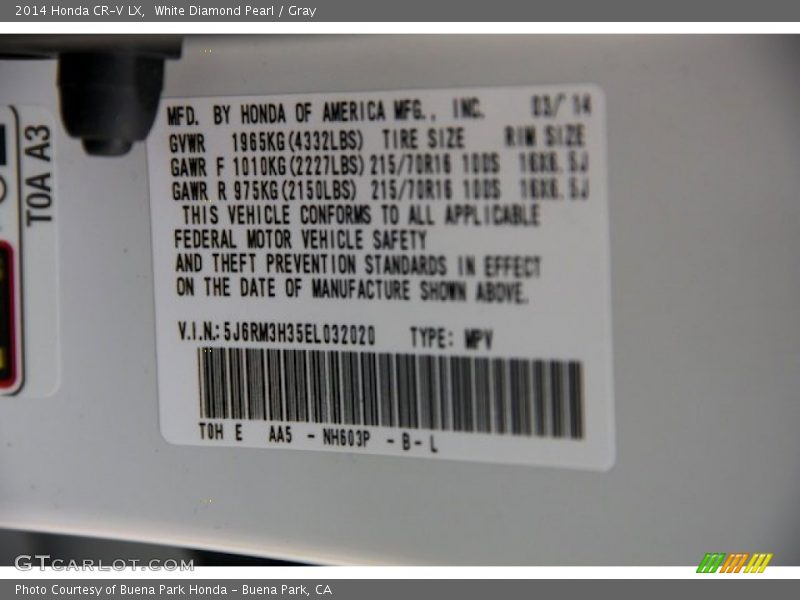 2014 Honda CR-V LX,  White Diamond Pearl / Gray
T0A A3
MFD. BY HONDA OF AMERICA MFG., INC. 03/'14
GVWR 1965KG(4332LBS) TIRE SIZE RIM SIZE
GAWR F 1010KG(2227LBS) 215/70R16 100S 16X6.5J
GAWR R 975KG(2150LBS) 215/70R16 100S 16X6.5J
THIS VEHICLE CONFORMS TO ALL APPLICABLE
FEDERAL MOTOR VEHICLE SAFETY
AND THEFT PREVENTION STANDARDS IN EFFECT
ON THE DATE OF MANUFACTURE SHOWN ABOVE.
V.I.N.: 5J6RM3H35EL032020 TYPE: MPV
T0H E AA5 - NH603P - B - L
GTCARLOT.COM
Photo Courtesy of Buena Park Honda - Buena Park, CA